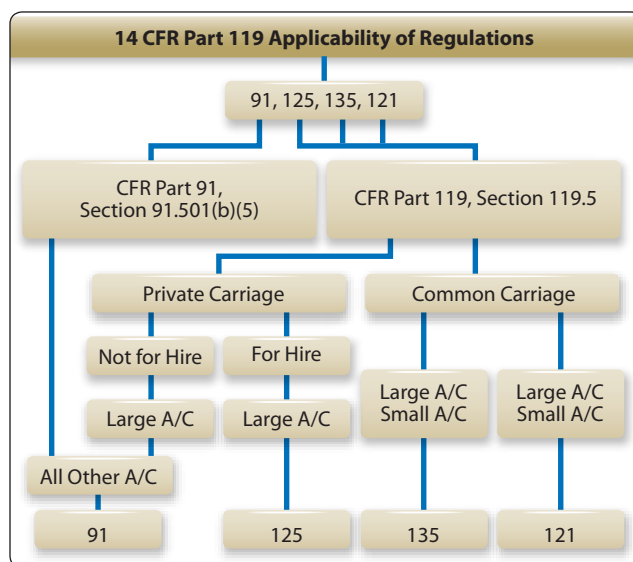 14 CFR Part 119 Applicability of Regulations
91, 125, 135, 121
CFR Part 91,
Section 91.501(b)(5)
CFR Part 119, Section 119.5
Private Carriage
Common Carriage
Not for Hire
For Hire
Large A/C
Large A/C
Large A/C
Small A/C
Large A/C
Small A/C
All Other A/C
91
125
135
121